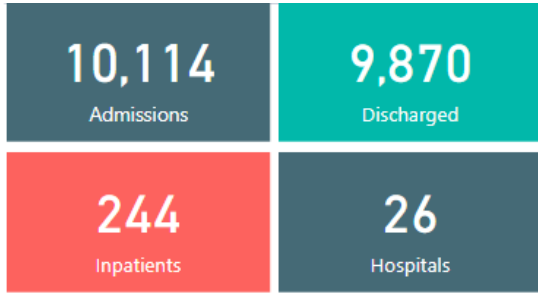 10,114
Admissions
9,870
Discharged
244
Inpatients
26
Hospitals